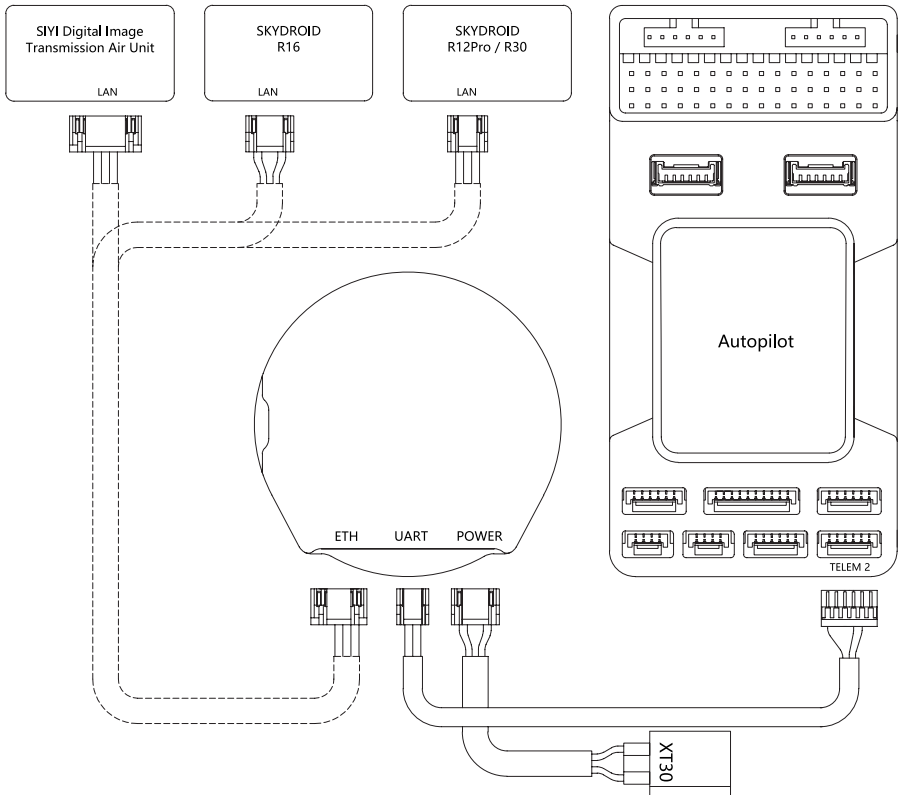 SIYI Digital Image
Transmission Air Unit
LAN
SKYDROID
R16
LAN
SKYDROID
R12Pro / R30
LAN
Autopilot
TELEM 2
ETH
UART
POWER
XT30